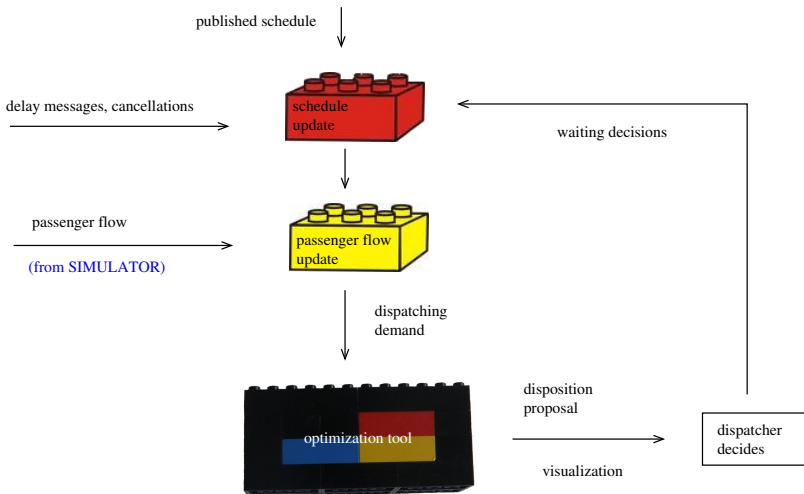 published schedule
delay messages, cancellations
schedule
update
waiting decisions
passenger flow
(from SIMULATOR)
passenger flow
update
dispatching
demand
optimization tool
disposition
proposal
visualization
dispatcher
decides